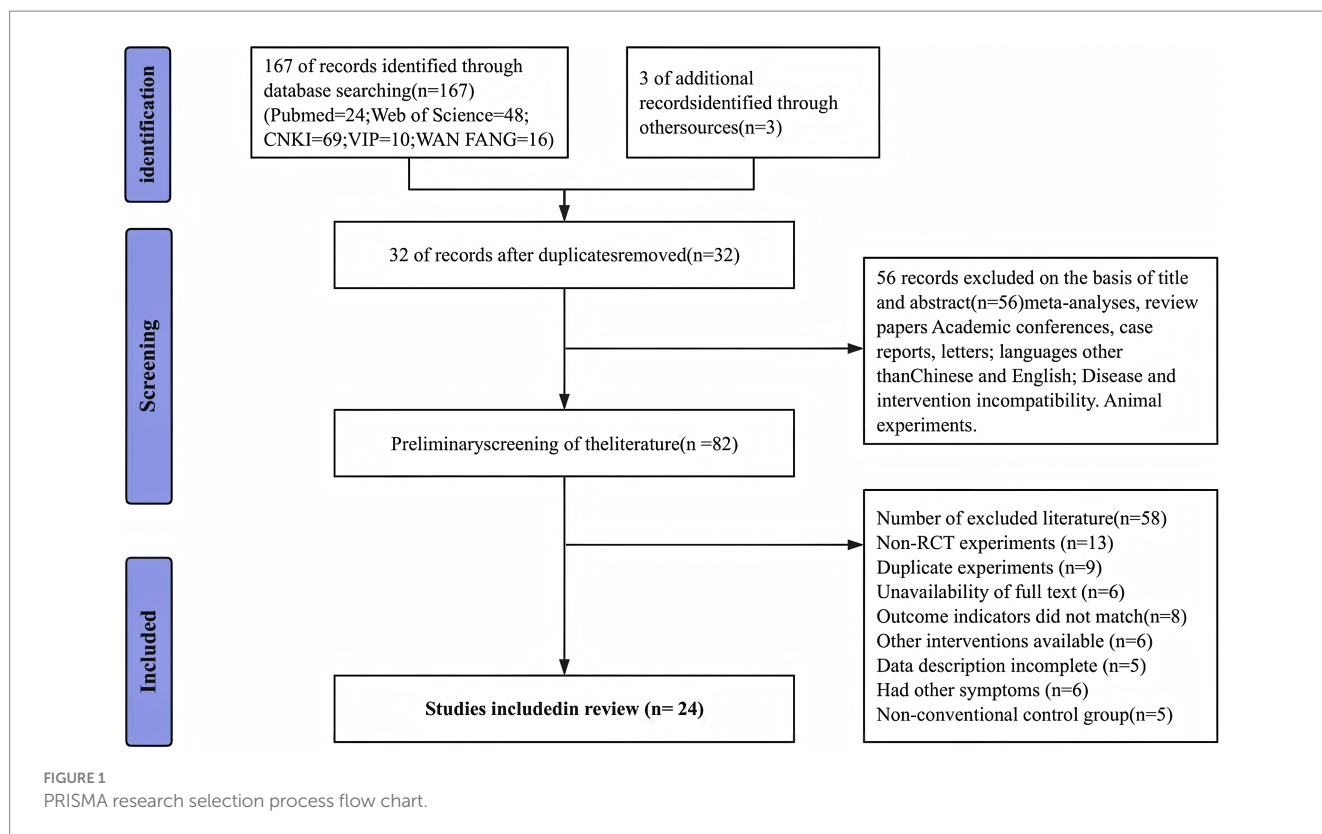 identification
167 of records identified through
database searching(n=167)
(Pubmed=24;Web of Science=48;
CNKI=69;VIP=10;WAN FANG=16)
3 of additional
recordsidentified through
othersources(n=3)
Screening
32 of records after duplicatesremoved(n=32)
56 records excluded on the basis of title
and abstract(n=56)meta-analyses, review
papers Academic conferences, case
reports, letters; languages other
thanChinese and English; Disease and
intervention incompatibility. Animal
experiments.
Preliminaryscreening of theliterature(n =82)
Included
Number of excluded literature(n=58)
Non-RCT experiments (n=13)
Duplicate experiments (n=9)
Unavailability of full text (n=6)
Outcome indicators did not match(n=8)
Other interventions available (n=6)
Data description incomplete (n=5)
Had other symptoms (n=6)
Non-conventional control group(n=5)
Studies includedin review (n= 24)
FIGURE 1
PRISMA research selection process flow chart.